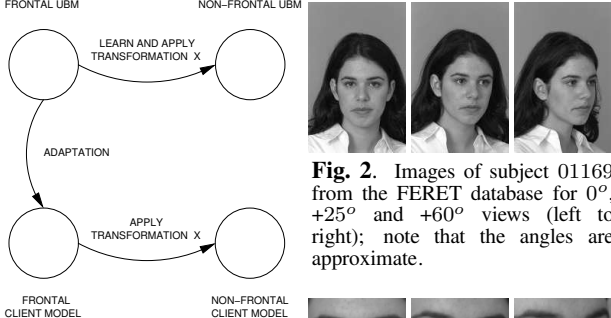 FRONTAL UBM
NON−FRONTAL UBM
LEARN AND APPLY
TRANSFORMATION X
ADAPTATION
APPLY
TRANSFORMATION X
FRONTAL
CLIENT MODEL
NON−FRONTAL
CLIENT MODEL
Fig. 2. Images of subject 01169
from the FERET database for 0°,
+25° and +60° views (left to
right); note that the angles are
approximate.